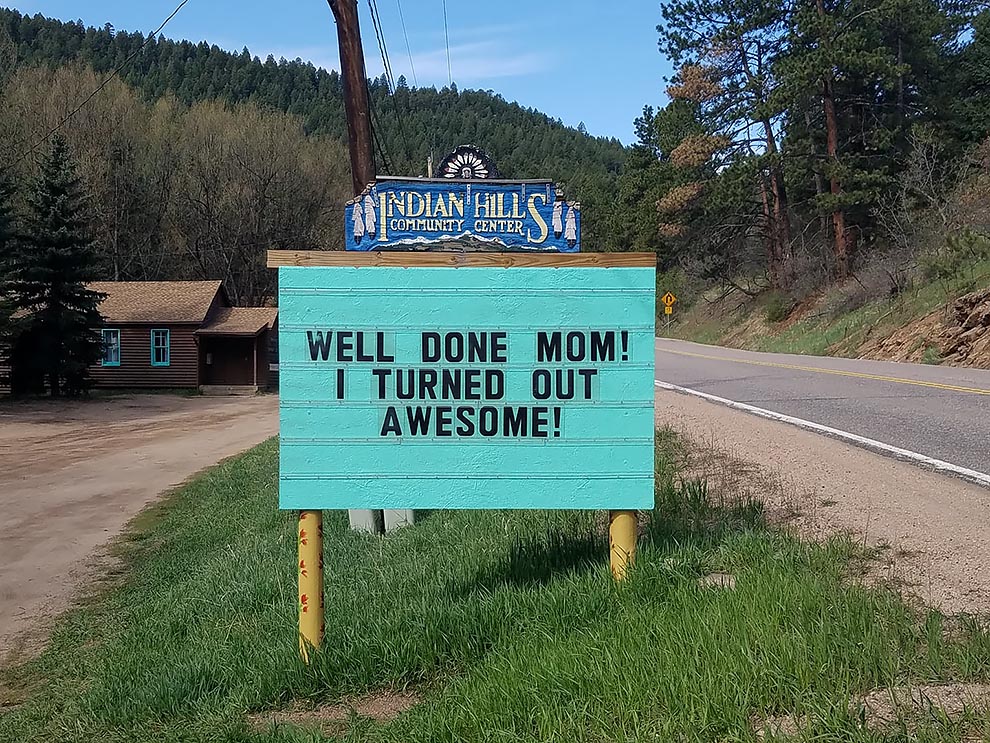 INDIAN HILLS
COMMUNITY CENTER
WELL DONE MOM!
I TURNED OUT
AWESOME!